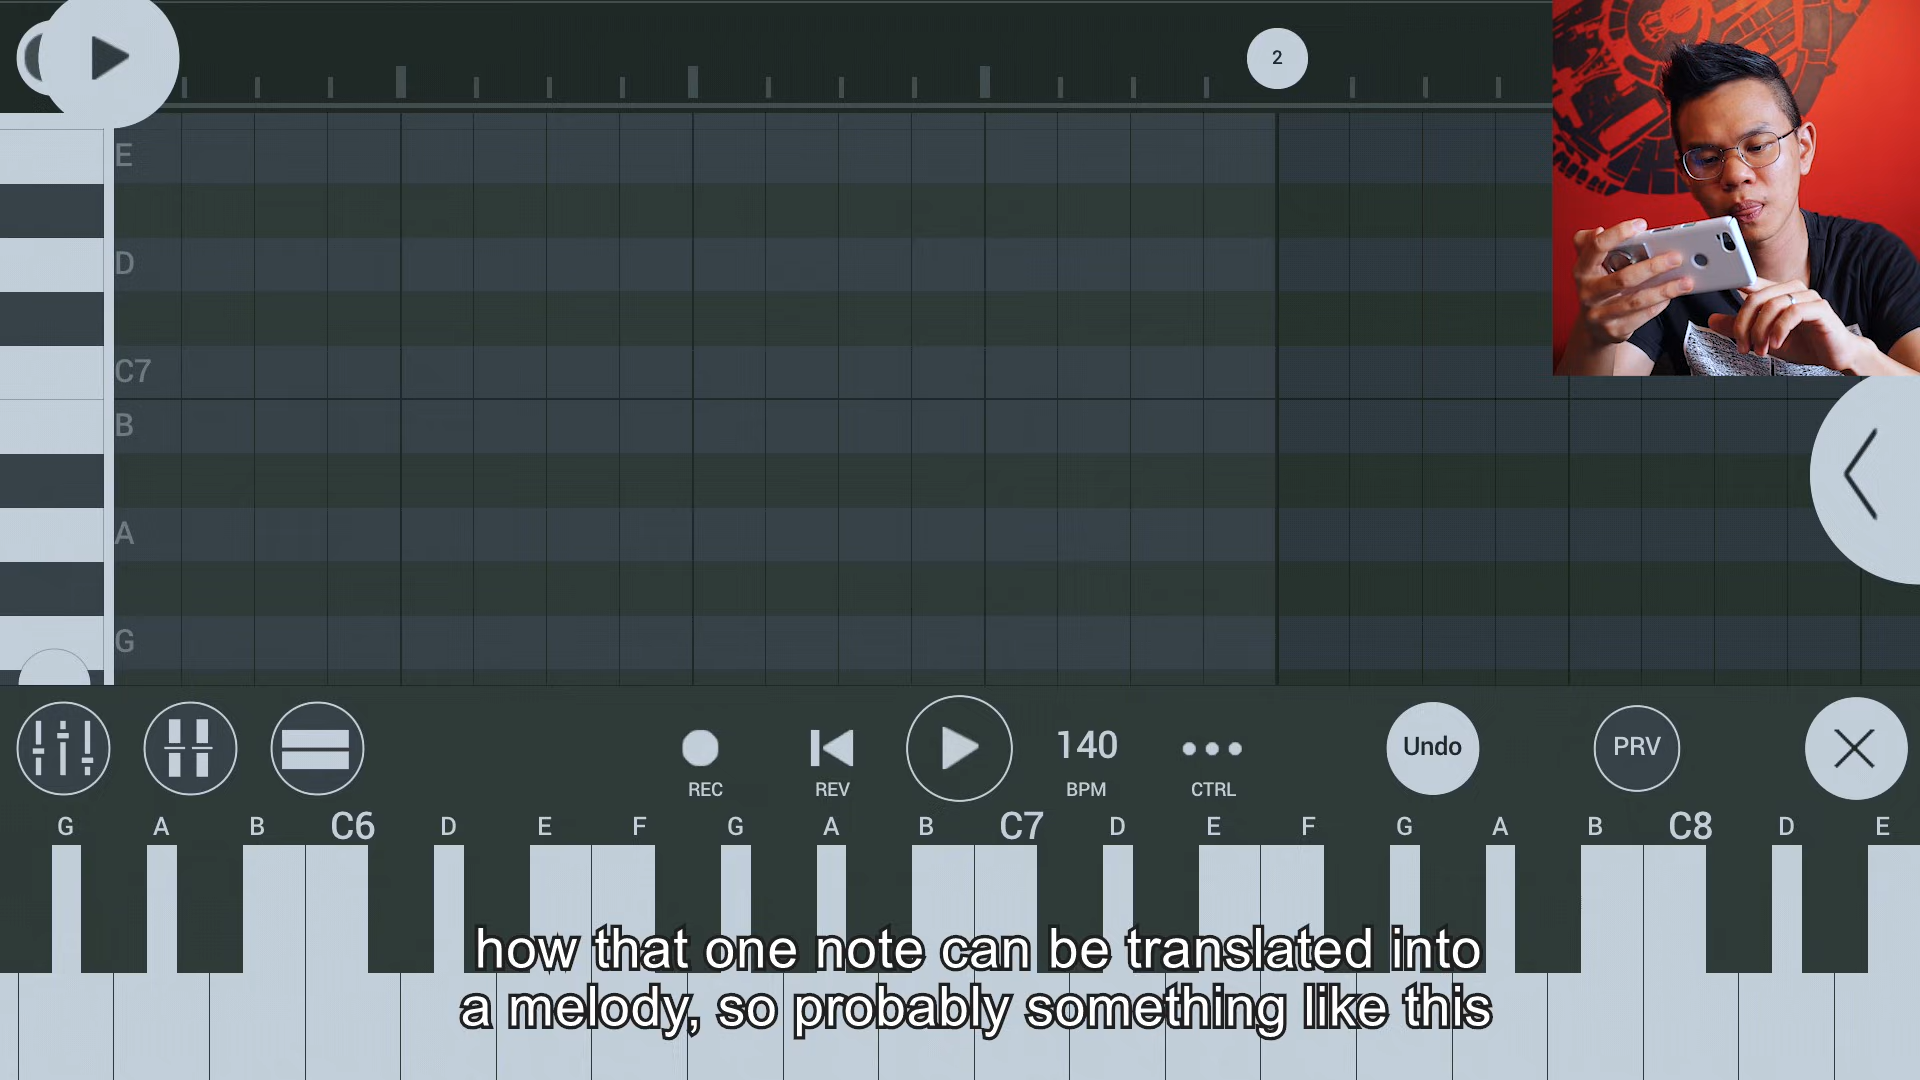 2
E
D
C7
B
A
G
140
Undo
PRV
REC
REV
BPM
CTRL
G A B C6 D E F G A B C7 D E F G A B C8 D E
how that one note can be translated into
a melody, so probably something like this